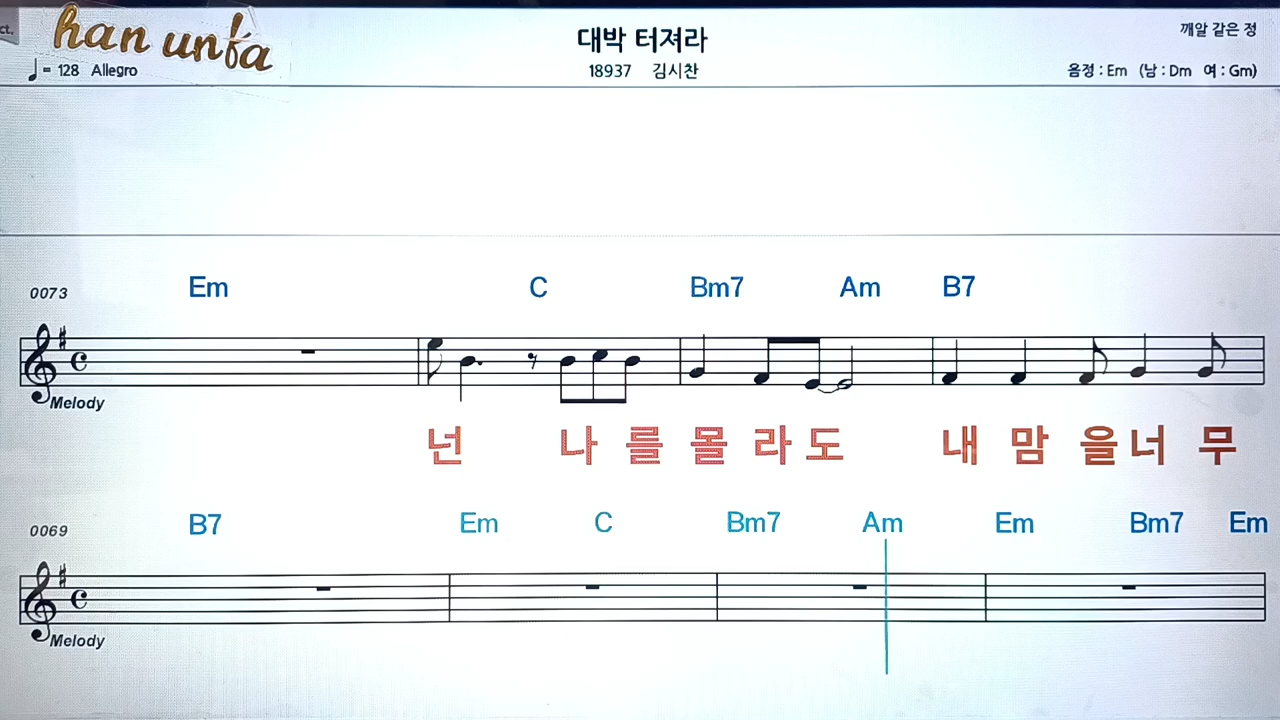 ct.
han unfa
대박 터져라
깨알 같은 정
♩= 128 Allegro
18937 김시찬
음정 : Em (남 : Dm 여 : Gm)
0073 Em C Bm7 Am B7
Melody
넌 나를몰라도 내맘을너무
0069 B7 Em C Bm7 Am Em Bm7 Em
Melody